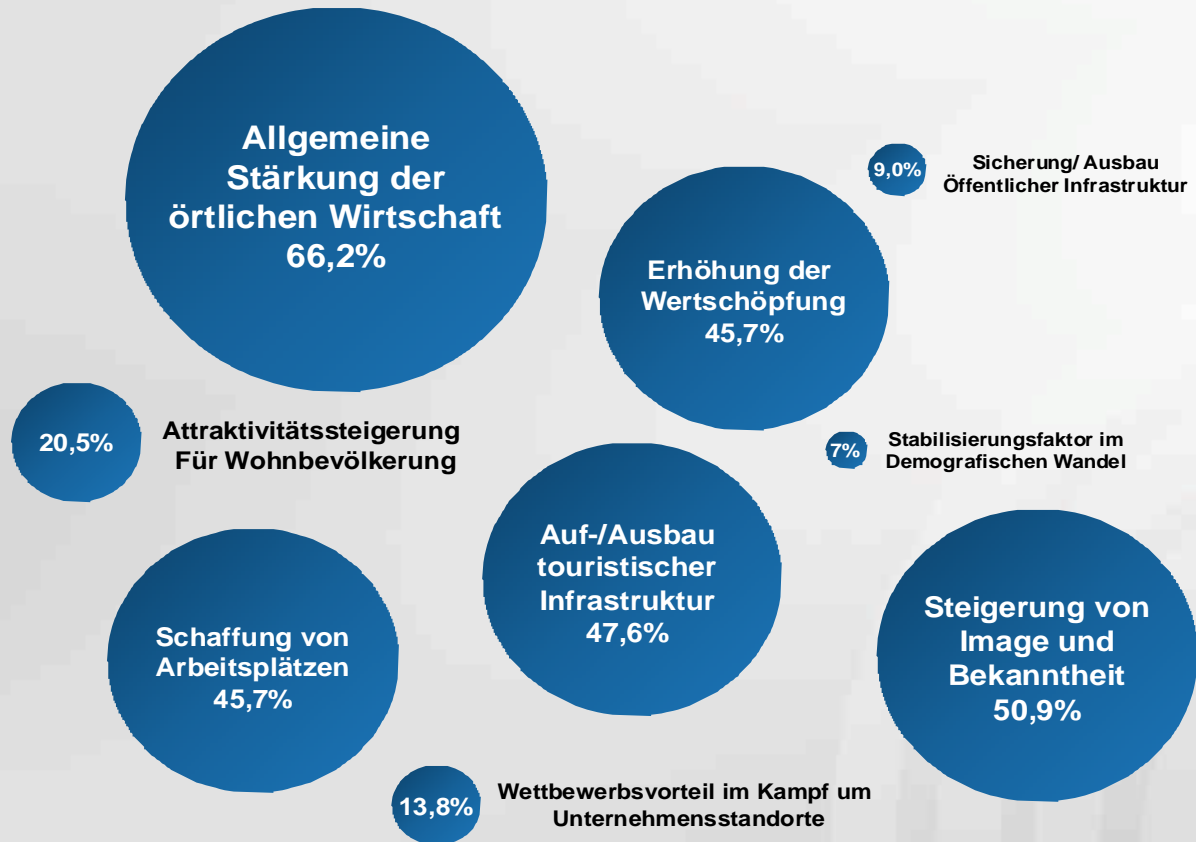 Allgemeine
Stärkung der
örtlichen Wirtschaft
66,2%
9,0%
Sicherung/ Ausbau
Öffentlicher Infrastruktur
Erhöhung der
Wertschöpfung
45,7%
20,5%
Attraktivitätssteigerung
Für Wohnbevölkerung
7%
Stabilisierungsfaktor im
Demografischen Wandel
Auf-/Ausbau
touristischer
Infrastruktur
47,6%
Schaffung von
Arbeitsplätzen
45,7%
Steigerung von
Image und
Bekanntheit
50,9%
13,8%
Wettbewerbsvorteil im Kampf um
Unternehmensstandorte